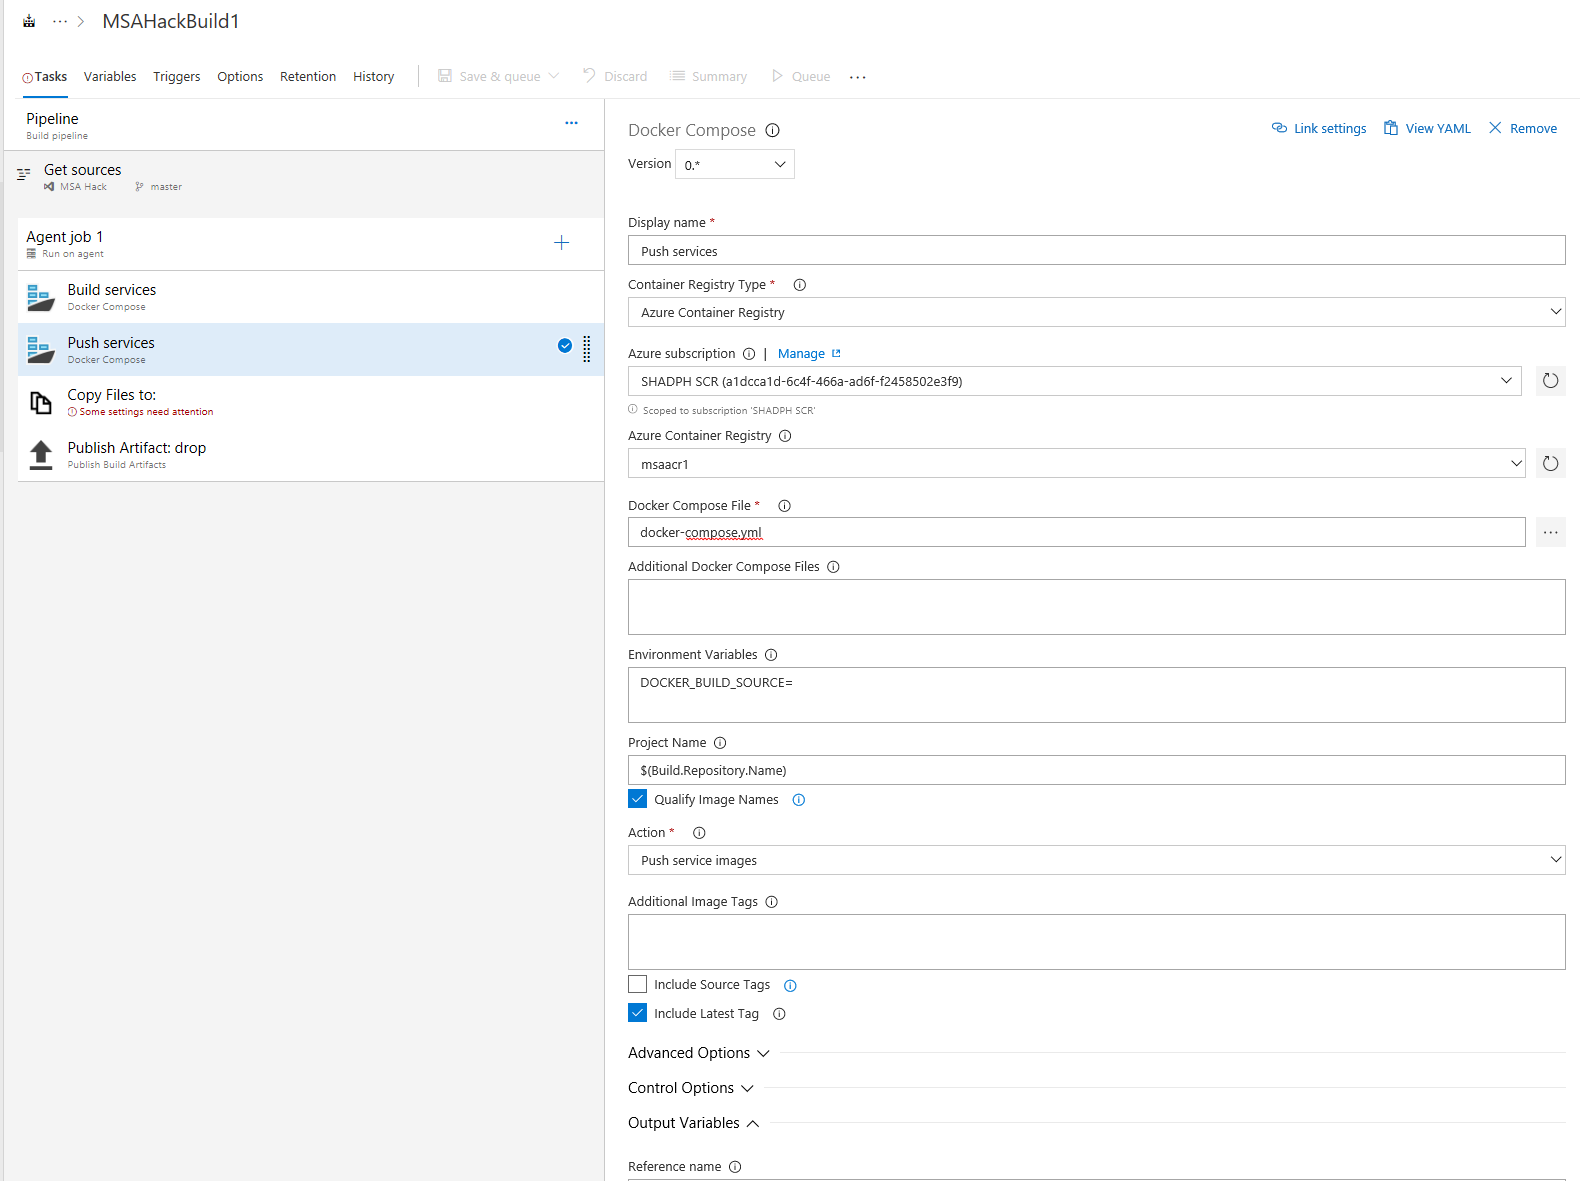 ··· > MSAHackBuild1
Tasks Variables Triggers Options Retention History Save & queue Discard Summary Queue ···
Pipeline
Build pipeline
···
Get sources
MSA Hack master
Agent job 1
Run on agent
Build services
Docker Compose
Push services
Docker Compose
Copy Files to:
Some settings need attention
Publish Artifact: drop
Publish Build Artifacts
Docker Compose
Link settings View YAML Remove
Version 0.*
Display name *
Push services
Container Registry Type *
Azure Container Registry
Azure subscription | Manage
SHADPH SCR (a1dcca1d-6c4f-466a-ad6f-f2458502e3f9)
Scoped to subscription 'SHADPH SCR'
Azure Container Registry
msaacr1
Docker Compose File *
docker-compose.yml
···
Additional Docker Compose Files
Environment Variables
DOCKER_BUILD_SOURCE=
Project Name
$(Build.Repository.Name)
Qualify Image Names
Action *
Push service images
Additional Image Tags
Include Source Tags
Include Latest Tag
Advanced Options
Control Options
Output Variables
Reference name